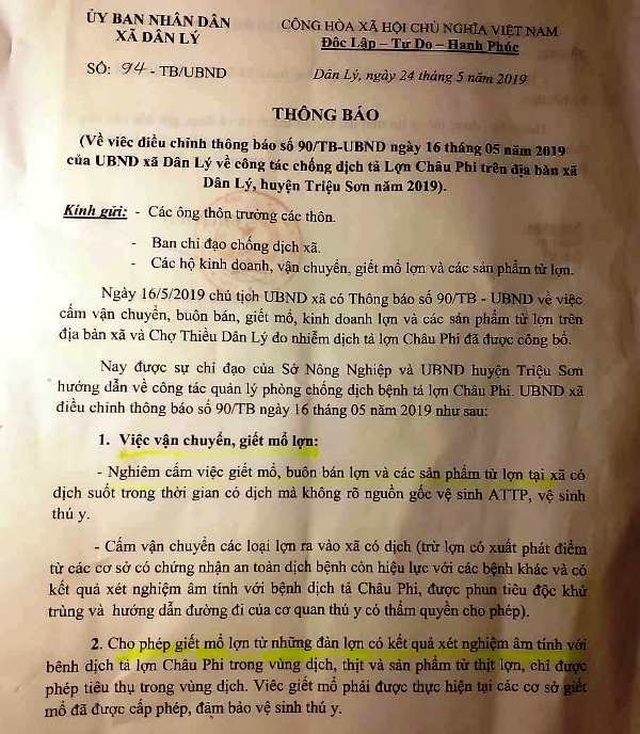 ỦY BAN NHÂN DÂN
XÃ DÂN LÝ
CỘNG HÒA XÃ HỘI CHỦ NGHĨA VIỆT NAM
Độc Lập – Tự Do – Hạnh Phúc
SỐ: 94 - TB/UBND
Dân Lý, ngày 24 tháng 5 năm 2019
THÔNG BÁO
(Về việc điều chỉnh thông báo số 90/TB-UBND ngày 16 tháng 05 năm 2019
của UBND xã Dân Lý về công tác chống dịch tả Lợn Châu Phi trên địa bàn xã
Dân Lý, huyện Triệu Sơn năm 2019).
Kính gửi: - Các ông thôn trưởng các thôn.
- Ban chỉ đạo chống dịch xã.
- Các hộ kinh doanh, vận chuyển, giết mổ lợn và các sản phẩm từ lợn.
Ngày 16/5/2019 chủ tịch UBND xã có Thông báo số 90/TB - UBND về việc
cấm vận chuyển, buôn bán, giết mổ, kinh doanh lợn và các sản phẩm từ lợn trên
địa bàn xã và Chợ Thiều Dân Lý do nhiễm dịch tả lợn Châu Phi đã được công bố.
Nay được sự chỉ đạo của Sở Nông Nghiệp và UBND huyện Triệu Sơn
hướng dẫn về công tác quản lý phòng chống dịch bệnh tả lợn Châu Phi. UBND xã
điều chỉnh thông báo số 90/TB ngày 16 tháng 05 năm 2019 như sau:
1. Việc vận chuyển, giết mổ lợn:
- Nghiêm cấm việc giết mổ, buôn bán lợn và các sản phẩm từ lợn tại xã có
dịch suốt trong thời gian có dịch mà không rõ nguồn gốc vệ sinh ATTP, vệ sinh
thú y.
- Cấm vận chuyển các loại lợn ra vào xã có dịch (trừ lợn có xuất phát điểm
từ các cơ sở có chứng nhận an toàn dịch bệnh còn hiệu lực với các bệnh khác và có
kết quả xét nghiệm âm tính với bệnh dịch tả Châu Phi, được phun tiêu độc khử
trùng và hướng dẫn đường đi của cơ quan thú y có thẩm quyền cho phép).
2. Cho phép giết mổ lợn từ những đàn lợn có kết quả xét nghiệm âm tính với
bênh dịch tả lợn Châu Phi trong vùng dịch, thịt và sản phẩm từ thịt lợn, chỉ được
phép tiêu thụ trong vùng dịch. Việc giết mổ phải được thực hiện tại các cơ sở giết
mổ đã được cấp phép, đảm bảo vệ sinh thú y.